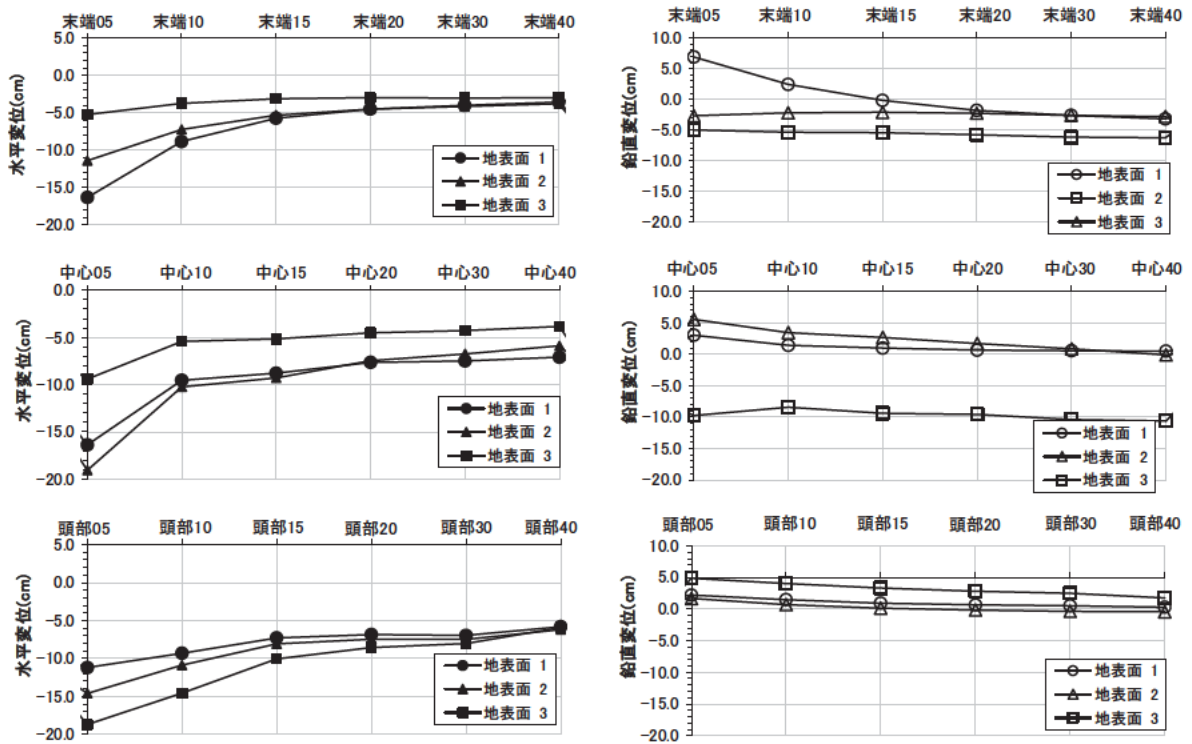 末端05 末端10 末端15 末端20 末端30 末端40
5.0
0.0
-5.0
-10.0
-15.0
-20.0
水平変位(cm)
地表面 1
地表面 2
地表面 3
末端05 末端10 末端15 末端20 末端30 末端40
10.0
5.0
0.0
-5.0
-10.0
-15.0
-20.0
鉛直変位(cm)
地表面 1
地表面 2
地表面 3
中心05 中心10 中心15 中心20 中心30 中心40
0.0
-5.0
-10.0
-15.0
-20.0
水平変位(cm)
地表面 1
地表面 2
地表面 3
中心05 中心10 中心15 中心20 中心30 中心40
10.0
5.0
0.0
-5.0
-10.0
-15.0
-20.0
鉛直変位(cm)
地表面 1
地表面 2
地表面 3
頭部05 頭部10 頭部15 頭部20 頭部30 頭部40
5.0
0.0
-5.0
-10.0
-15.0
-20.0
水平変位(cm)
地表面 1
地表面 2
地表面 3
頭部05 頭部10 頭部15 頭部20 頭部30 頭部40
10.0
5.0
0.0
-5.0
-10.0
-15.0
-20.0
鉛直変位(cm)
地表面 1
地表面 2
地表面 3